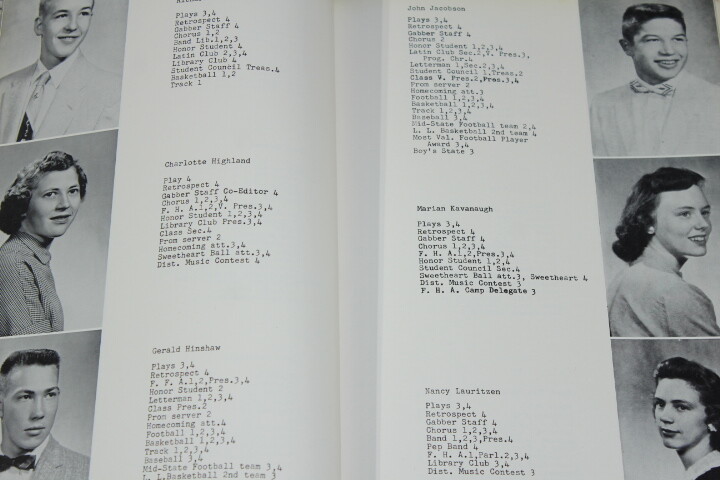 Plays 3,4
Retrospect 4
Gabber Staff 4
Chorus 1,2
Band Lib.1,2,3
Honor Student 4
Latin Club 2,3,4
Library Club 4
Student Council Treas.4
Basketball 1,2
Track 1
Charlotte Highland
Play 4
Retrospect 4
Gabber Staff Co-Editor 4
Chorus 1,2,3,4
F. H. A.1,2,V. Pres.3,4
Honor Student 1,2,3,4
Library Club Pres.3,4
Class Sec.4
Prom server 2
Homecoming att.3,4
Sweetheart Ball att.3,4
Dist. Music Contest 4
Gerald Hinshaw
Plays 3,4
Retrospect 4
F. F. A.1,2,Pres.3,4
Honor Student 2
Letterman 1,2,3,4
Class Pres.2
Prom server 2
Homecoming att.4
Football 1,2,3,4
Basketball 1,2,3,4
Track 1,2,3,4
Baseball 3,4
Mid-State Football team 3,4
L. L.Basketball 2nd team 3
John Jacobson
Plays 3,4
Retrospect 4
Gabber Staff 4
Chorus 2
Honor Student 1,2,3,4
Latin Club Sec.2,V. Pres.3,
Prog. Chr.4
Letterman 1,Sec.2,3,4
Student Council 1,Treas.2
Class V. Pres.2,Pres.3,4
Prom server 2
Homecoming att.3
Football 1,2,3,4
Basketball 1,2,3,4
Track 1,2,3,4
Baseball 3,4
Mid-State Football team 2,4
L. L. Basketball 2nd team 4
Most Val. Football Player
Award 3,4
Boy's State 3
Marian Kavanaugh
Plays 3,4
Retrospect 4
Gabber Staff 4
Chorus 1,2,3,4
F. H. A.1,2,Pres.3,4
Honor Student 1,2,4
Student Council Sec.4
Sweetheart Ball att.3, Sweetheart 4
Dist. Music Contest 3
F. H. A. Camp Delegate 3
Nancy Lauritzen
Plays 3,4
Retrospect 4
Gabber Staff 4
Chorus 1,2,3,4
Band 1,2,3,Pres.4
Pep Band 4
F. H. A.1,Parl.2,3,4
Library Club 3,4
Dist. Music Contest 3